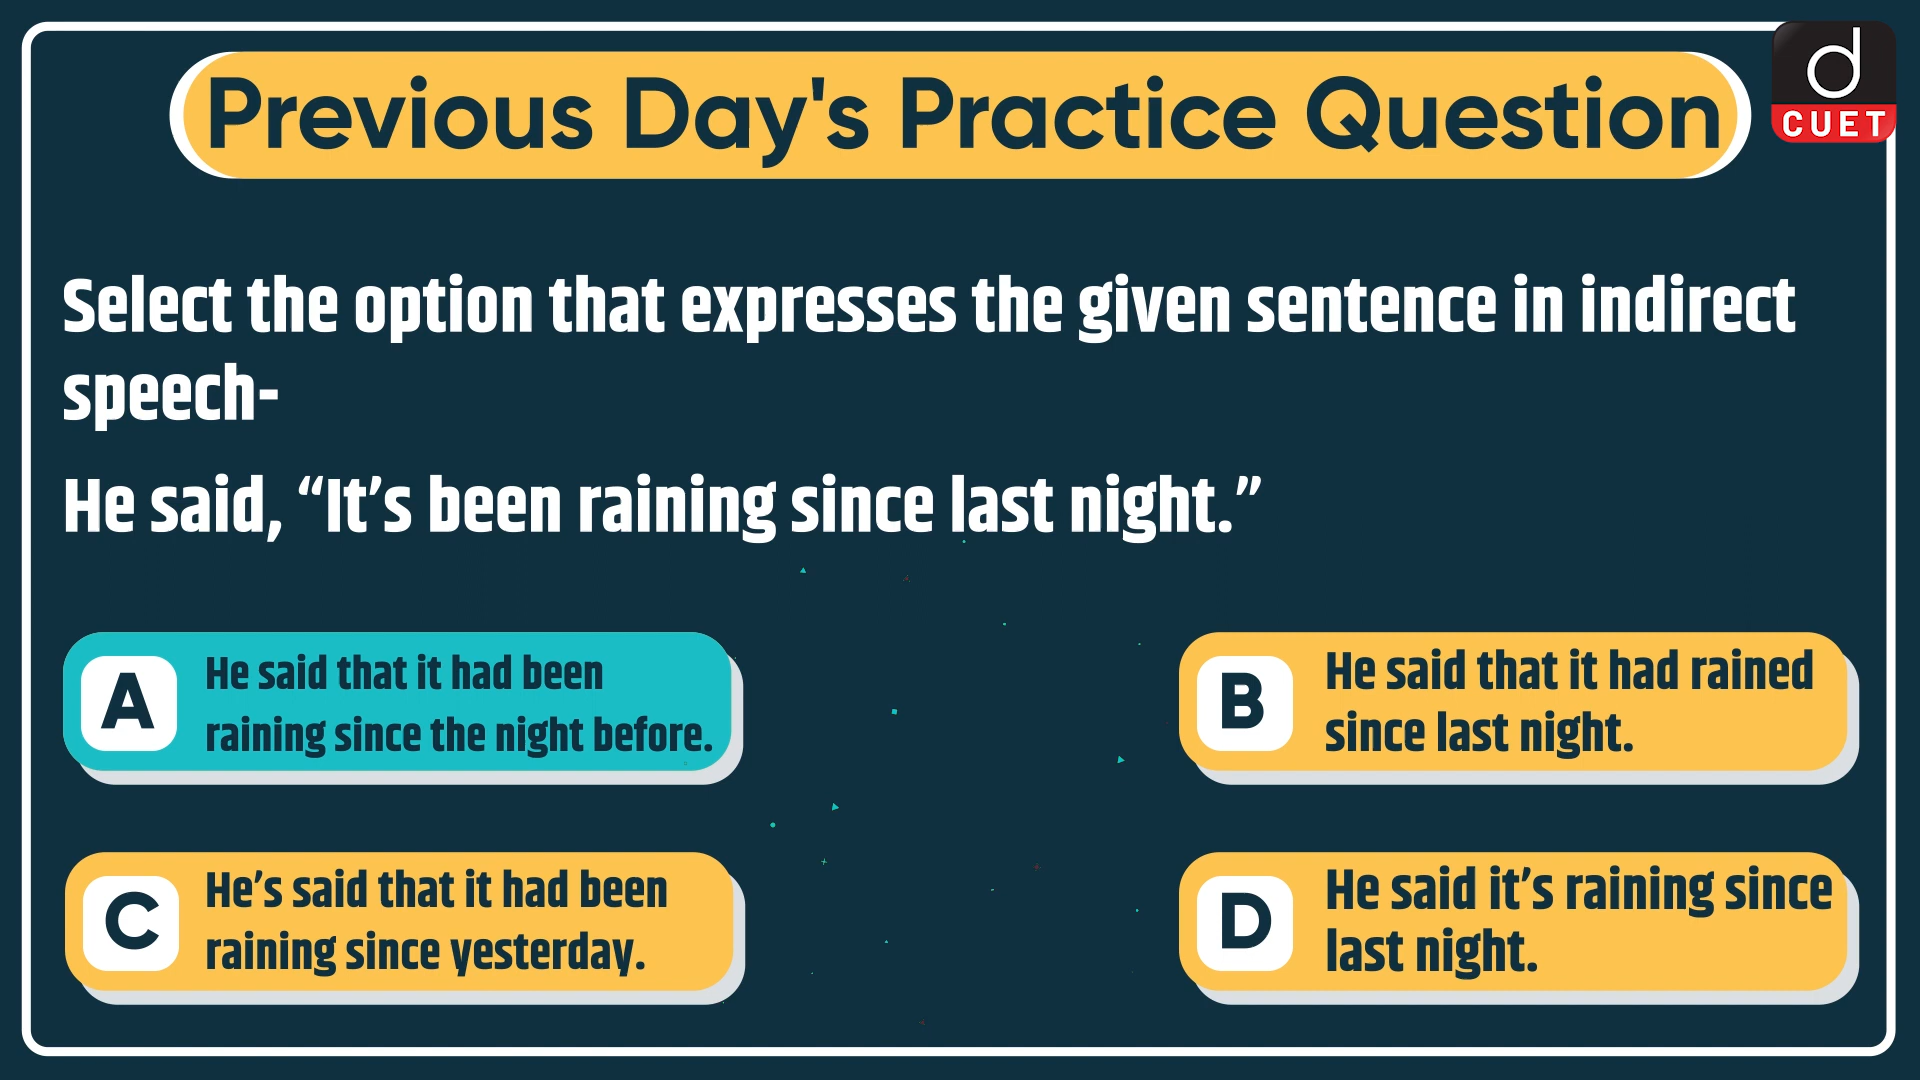 Previous Day's Practice Question
d
CUET
Select the option that expresses the given sentence in indirect
speech-
He said, “It’s been raining since last night.”
A
He said that it had been
raining since the night before.
B
He said that it had rained
since last night.
C
He’s said that it had been
raining since yesterday.
D
He said it’s raining since
last night.